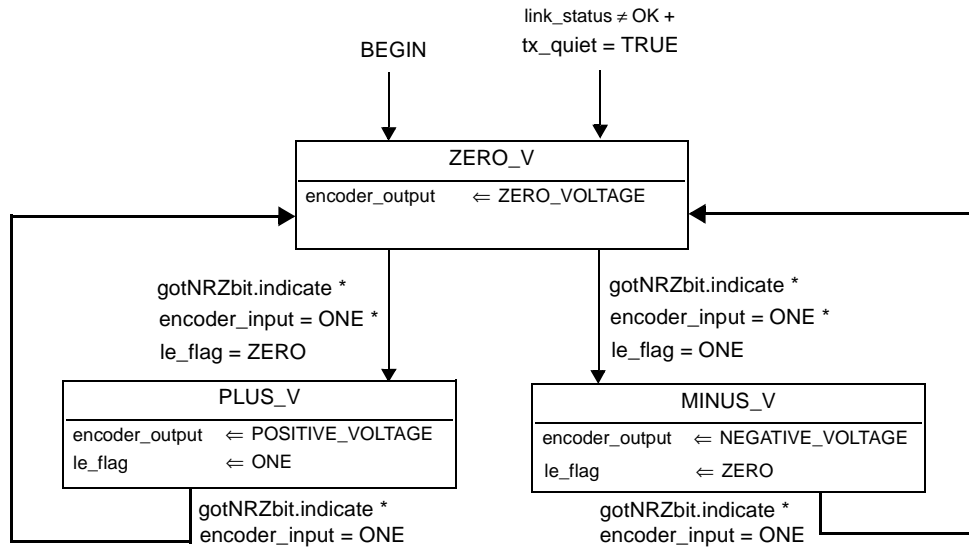 link_status ≠ OK +
tx_quiet = TRUE
BEGIN
ZERO_V
encoder_output ⇐ ZERO_VOLTAGE
gotNRZbit.indicate *
encoder_input = ONE *
le_flag = ZERO
gotNRZbit.indicate *
encoder_input = ONE *
le_flag = ONE
PLUS_V
encoder_output ⇐ POSITIVE_VOLTAGE
le_flag ⇐ ONE
MINUS_V
encoder_output ⇐ NEGATIVE_VOLTAGE
le_flag ⇐ ZERO
gotNRZbit.indicate *
encoder_input = ONE
gotNRZbit.indicate *
encoder_input = ONE